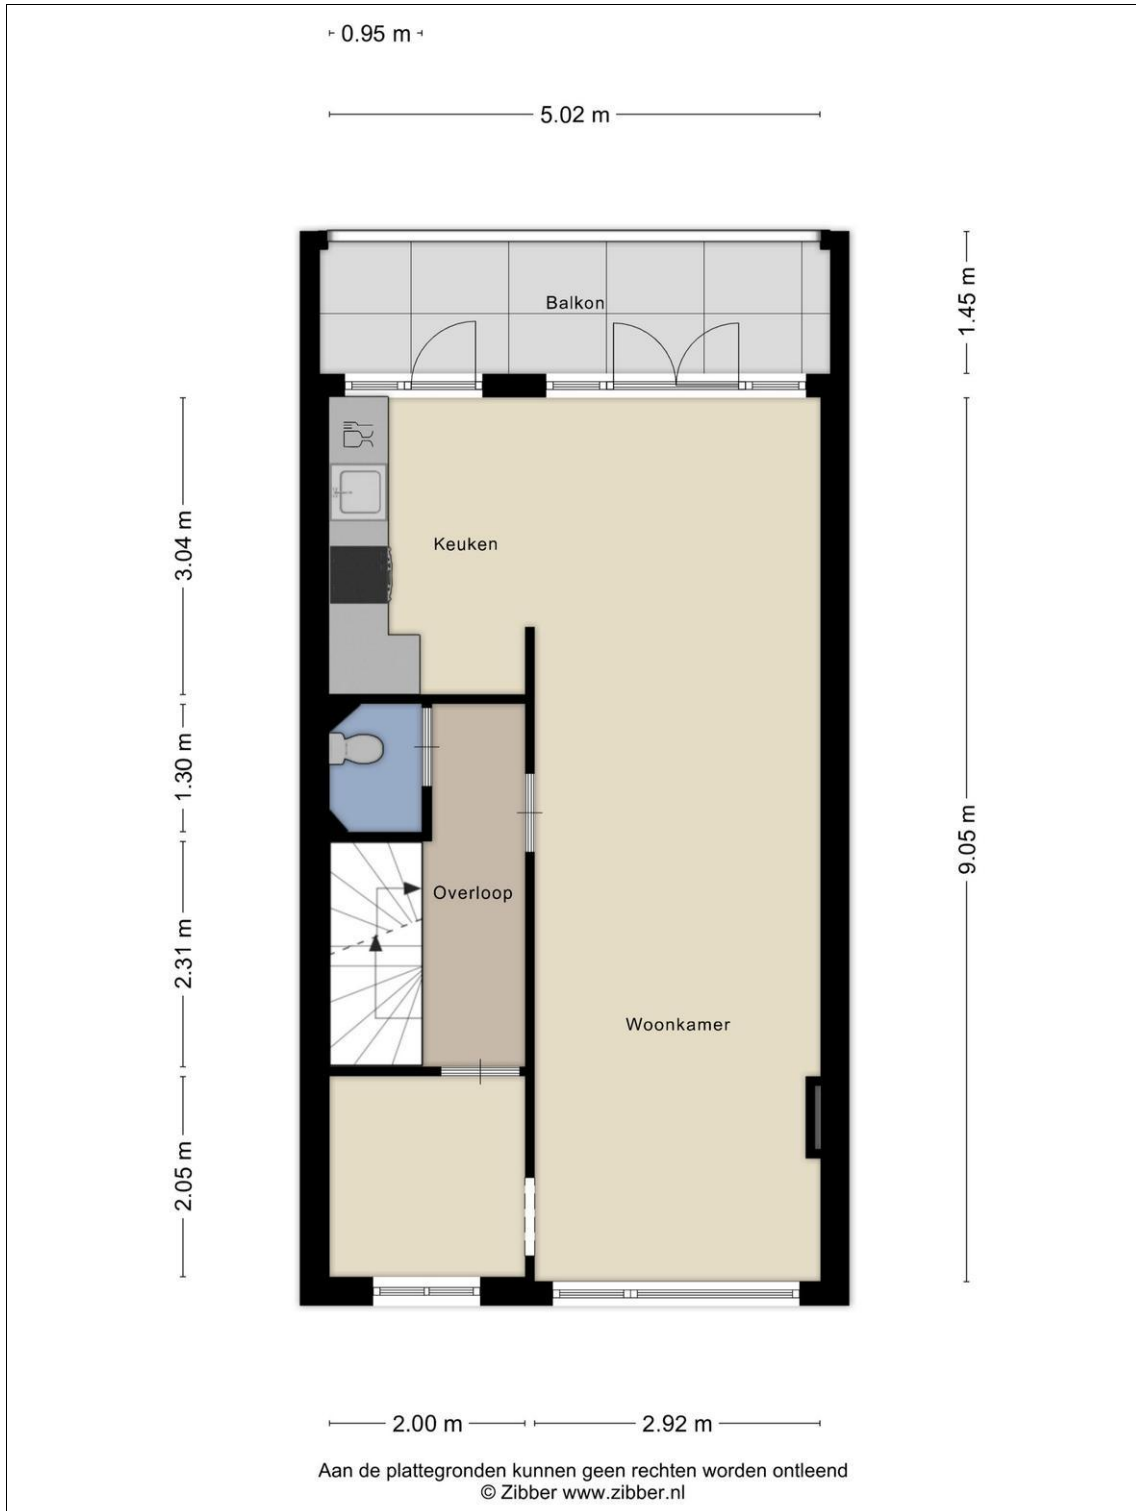 0.95 m
5.02 m
Balkon
1.45 m
3.04 m
Keuken
1.30 m
9.05 m
Overloop
2.31 m
Woonkamer
2.05 m
2.00 m
2.92 m
Aan de plattegronden kunnen geen rechten worden ontleend
© Zibber www.zibber.nl